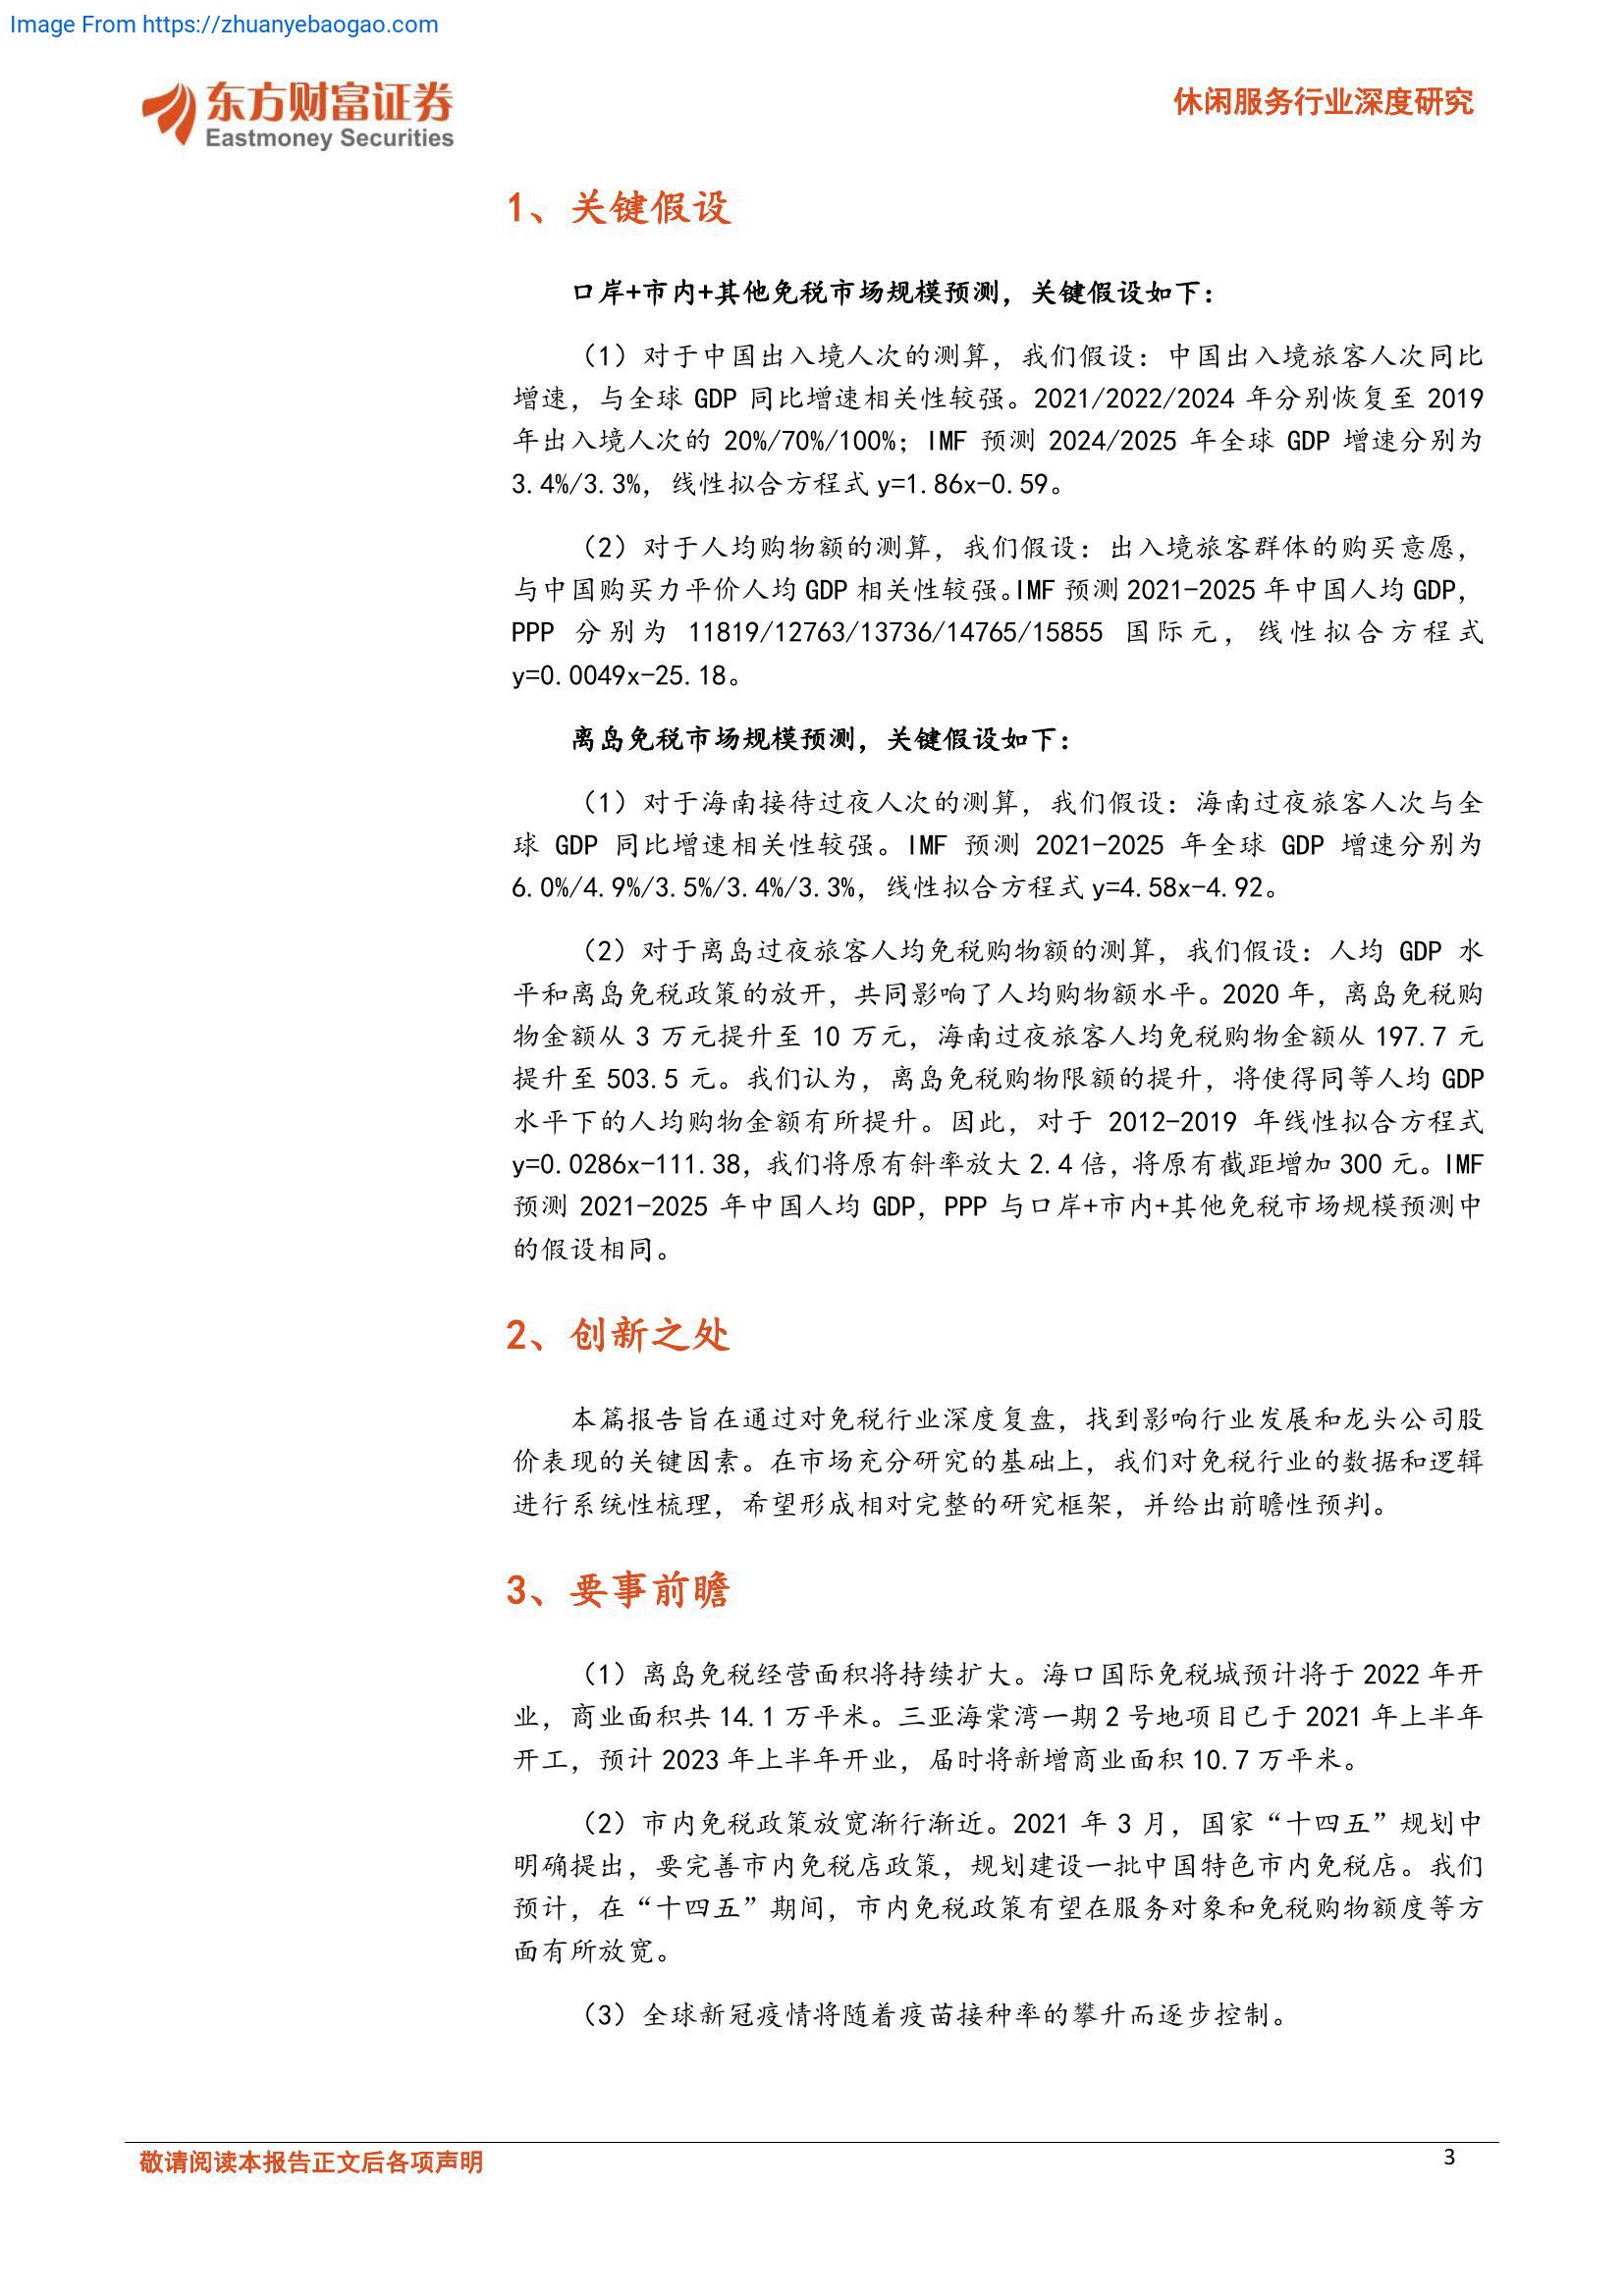 Image From https://zhuanyebaogao.com
东方财富证券
Eastmoney Securities
休闲服务行业深度研究
1、关键假设
口岸+市内+其他免税市场规模预测，关键假设如下：
（1）对于中国出入境人次的测算，我们假设：中国出入境旅客人次同比
增速，与全球 GDP 同比增速相关性较强。2021/2022/2024 年分别恢复至 2019
年出入境人次的 20%/70%/100%；IMF 预测 2024/2025 年全球 GDP 增速分别为
3.4%/3.3%，线性拟合方程式 y=1.86x-0.59。
（2）对于人均购物额的测算，我们假设：出入境旅客群体的购买意愿，
与中国购买力平价人均 GDP 相关性较强。IMF 预测 2021-2025 年中国人均 GDP，
PPP 分别为 11819/12763/13736/14765/15855 国际元，线性拟合方程式
y=0.0049x-25.18。
离岛免税市场规模预测，关键假设如下：
（1）对于海南接待过夜人次的测算，我们假设：海南过夜旅客人次与全
球 GDP 同比增速相关性较强。IMF 预测 2021-2025 年全球 GDP 增速分别为
6.0%/4.9%/3.5%/3.4%/3.3%，线性拟合方程式 y=4.58x-4.92。
（2）对于离岛过夜旅客人均免税购物额的测算，我们假设：人均 GDP 水
平和离岛免税政策的放开，共同影响了人均购物额水平。2020 年，离岛免税购
物金额从 3 万元提升至 10 万元，海南过夜旅客人均免税购物金额从 197.7 元
提升至 503.5 元。我们认为，离岛免税购物限额的提升，将使得同等人均 GDP
水平下的人均购物金额有所提升。因此，对于 2012-2019 年线性拟合方程式
y=0.0286x-111.38，我们将原有斜率放大 2.4 倍，将原有截距增加 300 元。IMF
预测 2021-2025 年中国人均 GDP，PPP 与口岸+市内+其他免税市场规模预测中
的假设相同。
2、创新之处
本篇报告旨在通过对免税行业深度复盘，找到影响行业发展和龙头公司股
价表现的关键因素。在市场充分研究的基础上，我们对免税行业的数据和逻辑
进行系统性梳理，希望形成相对完整的研究框架，并给出前瞻性预判。
3、要事前瞻
（1）离岛免税经营面积将持续扩大。海口国际免税城预计将于 2022 年开
业，商业面积共 14.1 万平米。三亚海棠湾一期 2 号地项目已于 2021 年上半年
开工，预计 2023 年上半年开业，届时将新增商业面积 10.7 万平米。
（2）市内免税政策放宽渐行渐近。2021 年 3 月，国家“十四五”规划中
明确提出，要完善市内免税店政策，规划建设一批中国特色市内免税店。我们
预计，在“十四五”期间，市内免税政策有望在服务对象和免税购物额度等方
面有所放宽。
（3）全球新冠疫情将随着疫苗接种率的攀升而逐步控制。
敬请阅读本报告正文后各项声明
3